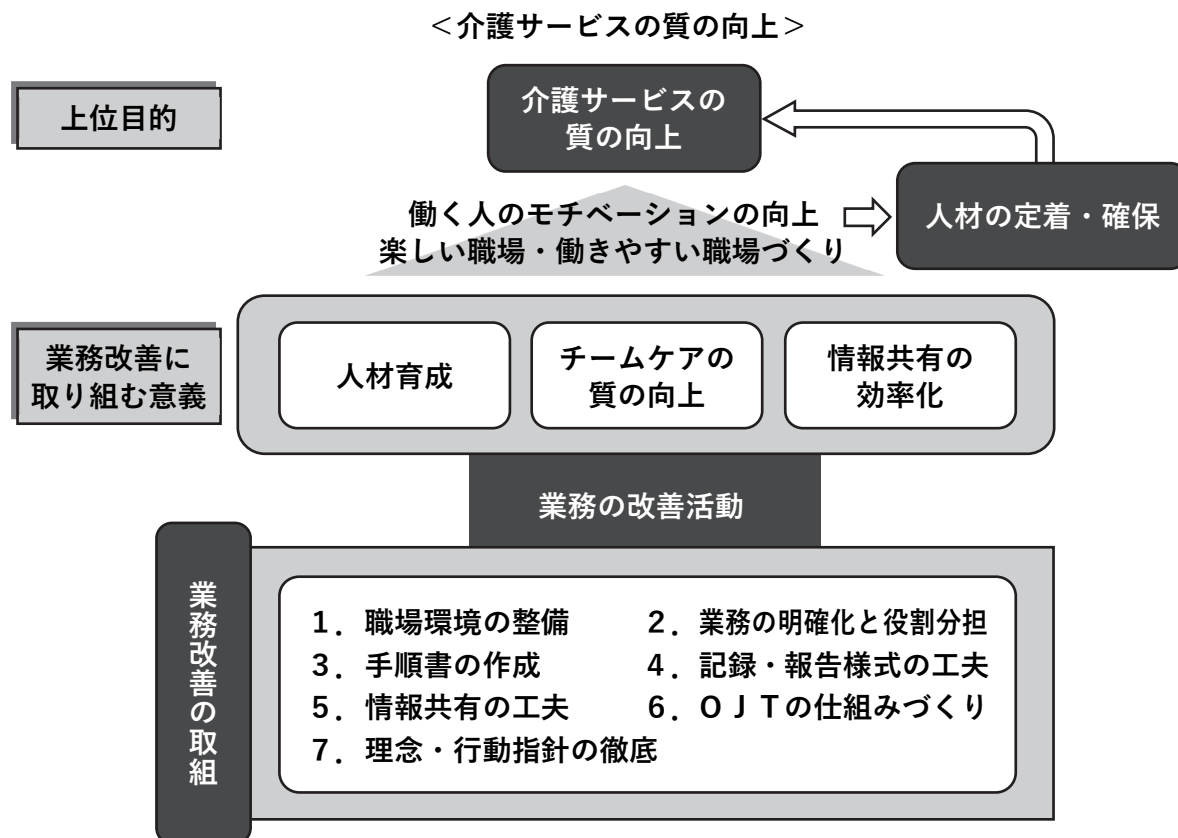 ＜介護サービスの質の向上＞
上位目的
介護サービスの
質の向上
人材の定着・確保
働く人のモチベーションの向上
楽しい職場・働きやすい職場づくり
業務改善に
取り組む意義
人材育成
チームケアの
質の向上
情報共有の
効率化
業務の改善活動
業務改善の取組
1．職場環境の整備
2．業務の明確化と役割分担
3．手順書の作成
4．記録・報告様式の工夫
5．情報共有の工夫
6．ＯＪＴの仕組みづくり
7．理念・行動指針の徹底